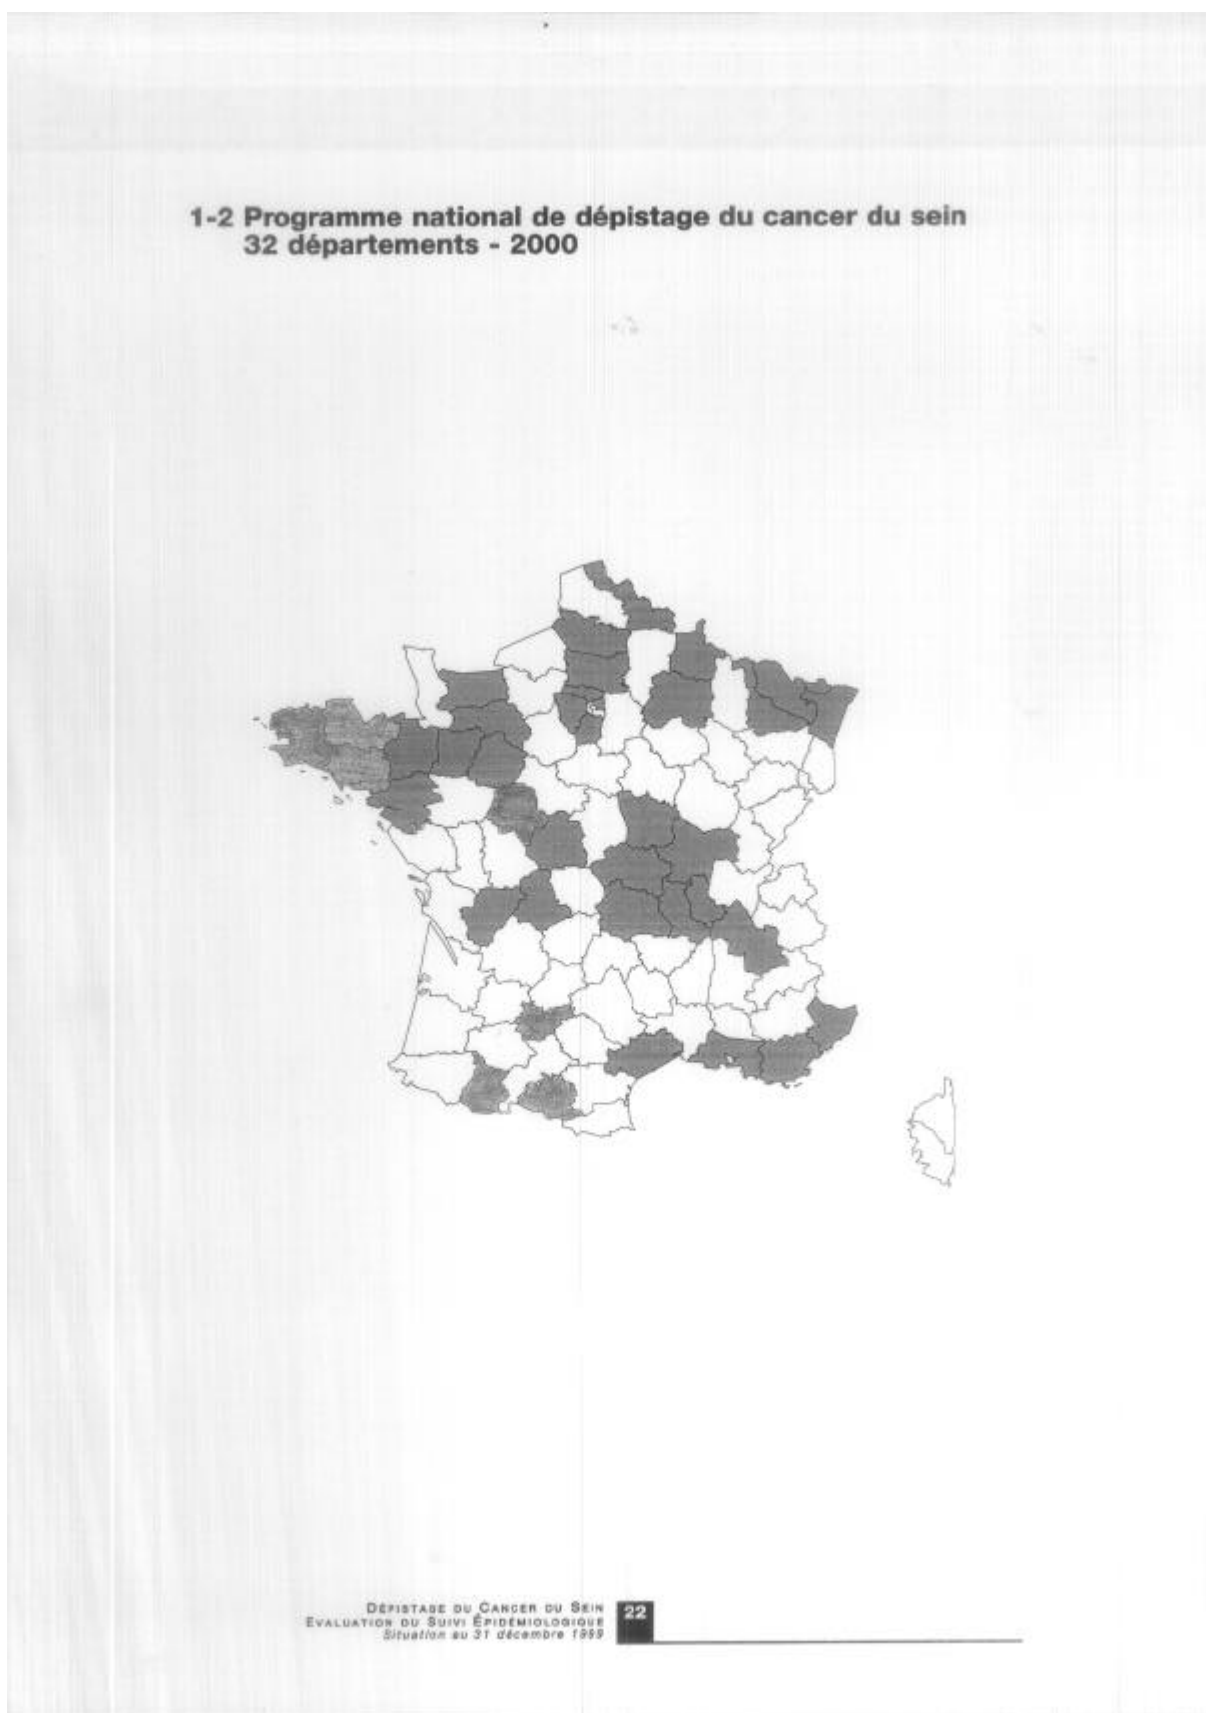 1-2 Programme national de dépistage du cancer du sein
32 départements - 2000
DÉPISTAGE DU CANCER DU SEIN
EVALUATION DU SUIVI ÉPIDÉMIOLOGIQUE
Situation au 31 décembre 1999
22